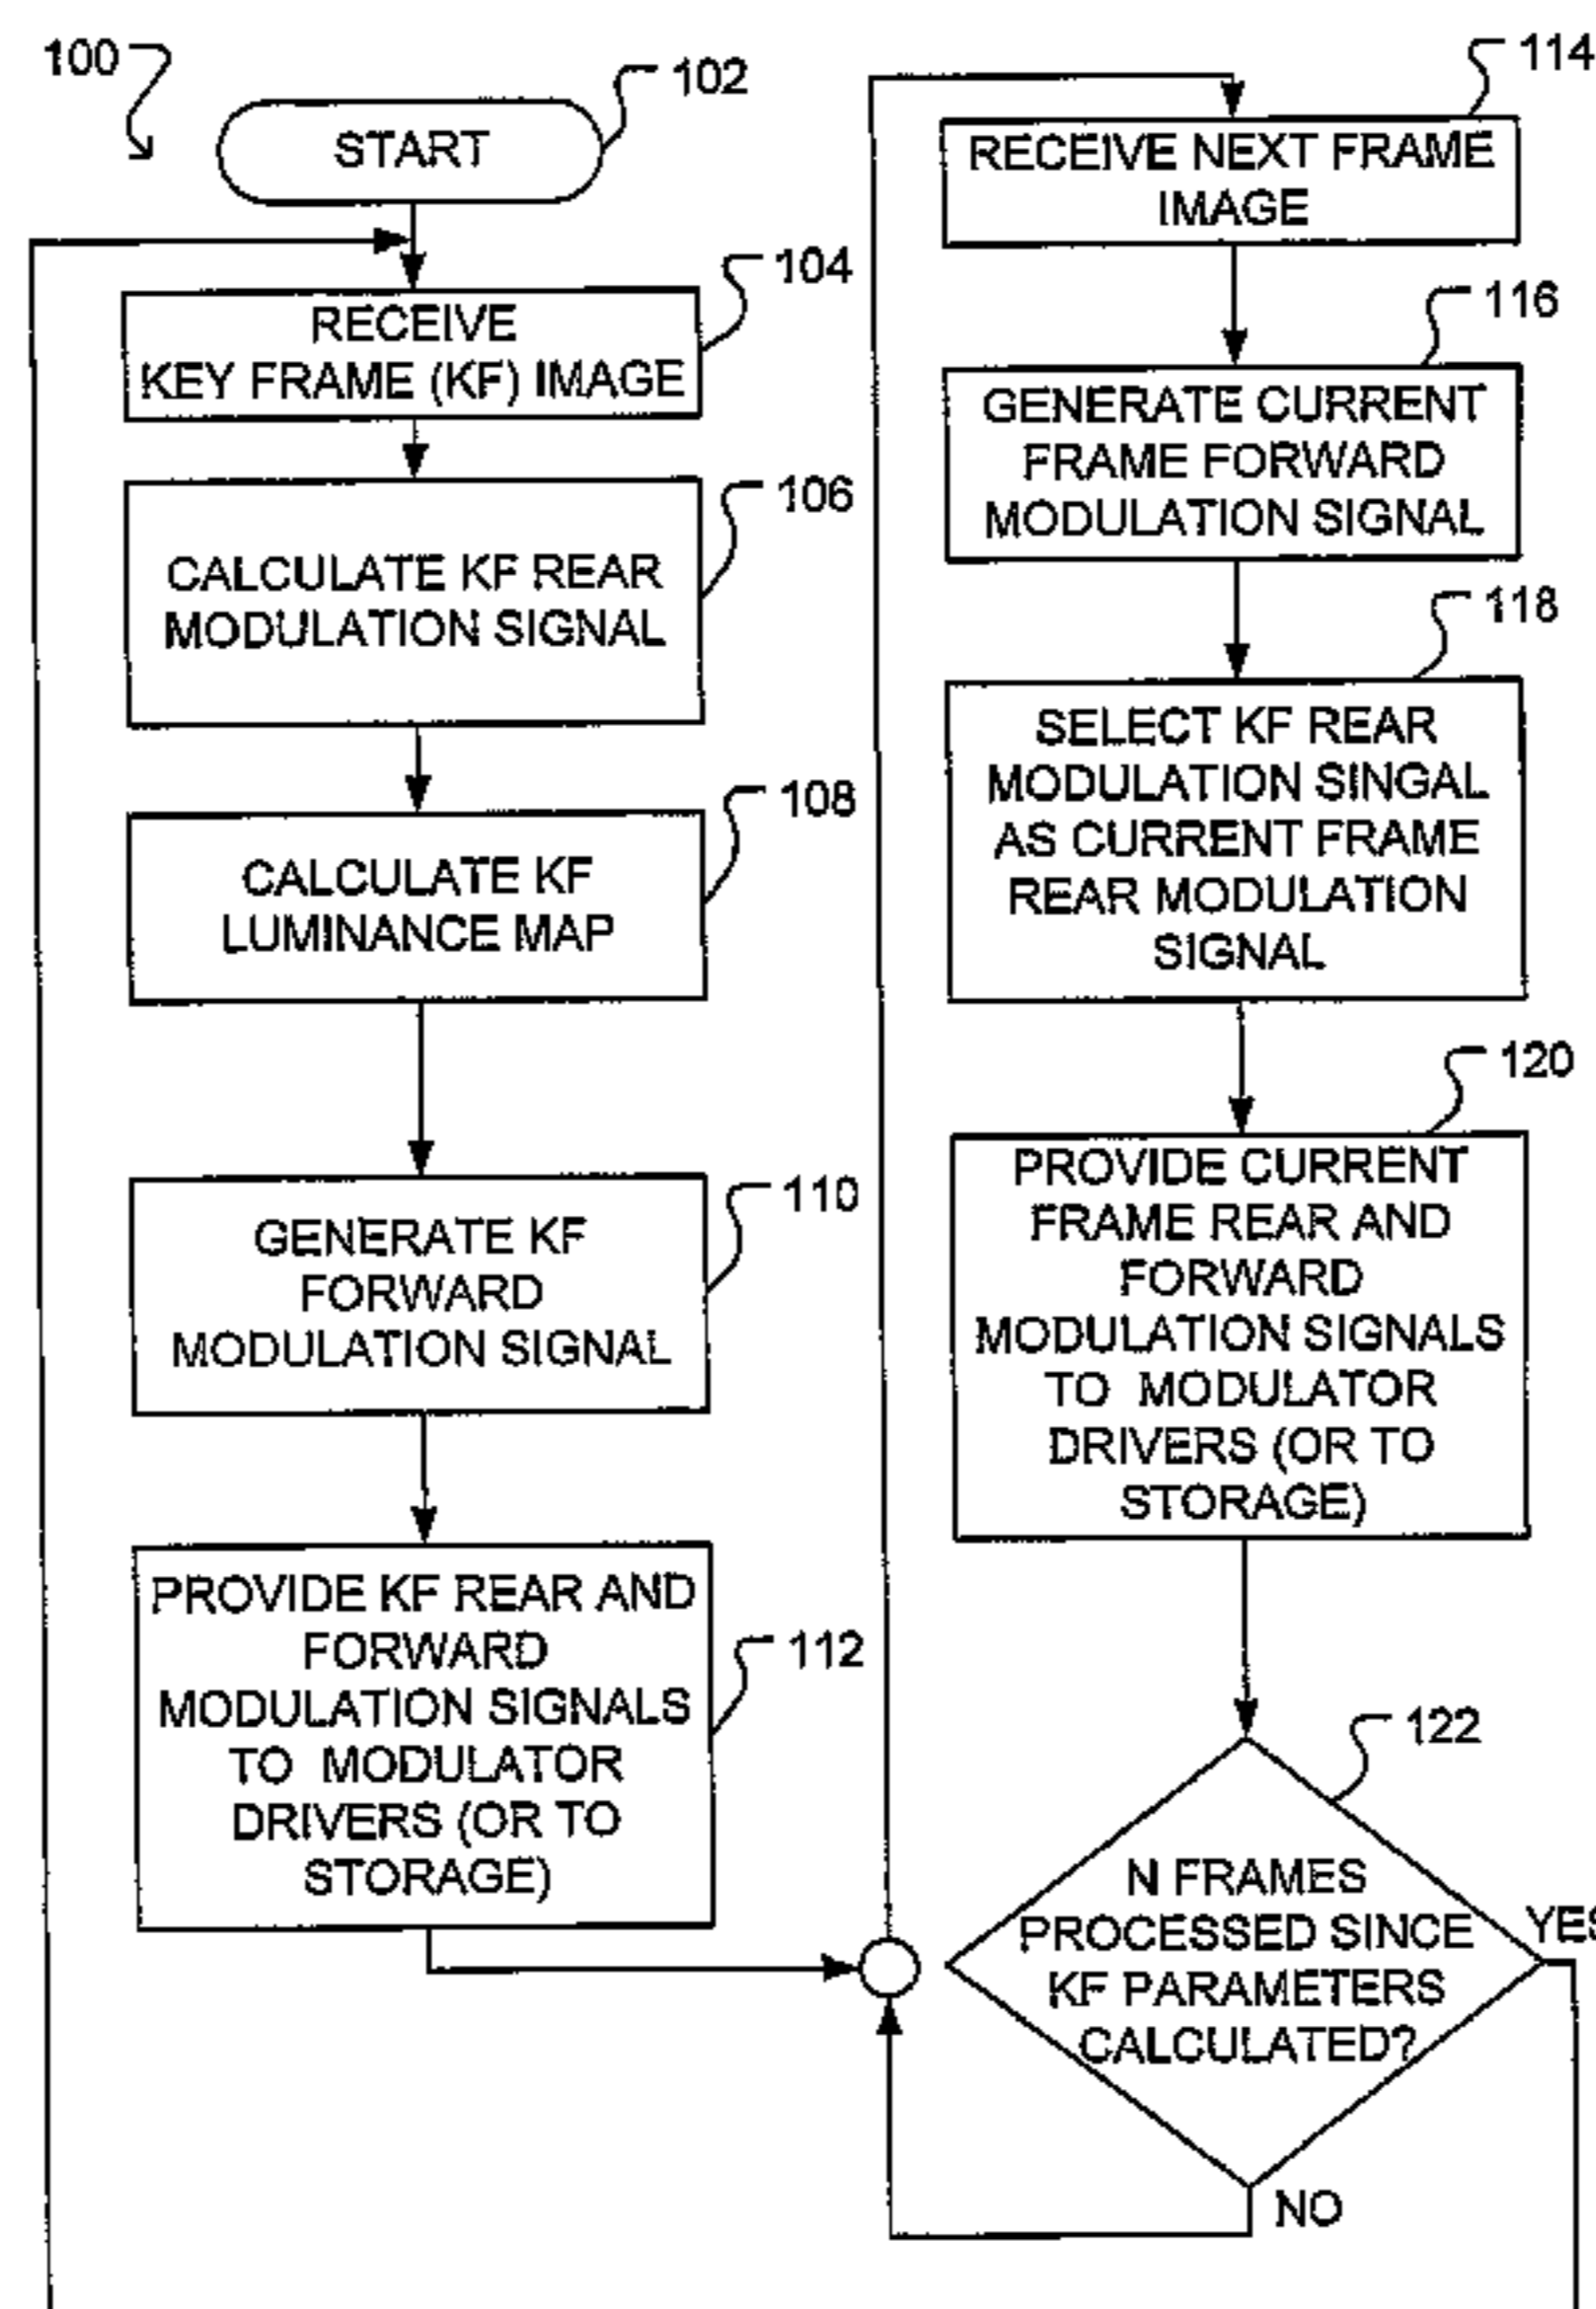 100
START
102
RECEIVE
KEY FRAME (KF) IMAGE
104
CALCULATE KF REAR
MODULATION SIGNAL
106
CALCULATE KF
LUMINANCE MAP
108
GENERATE KF
FORWARD
MODULATION SIGNAL
110
PROVIDE KF REAR AND
FORWARD
MODULATION SIGNALS
TO MODULATOR
DRIVERS (OR TO
STORAGE)
112
RECEIVE NEXT FRAME
IMAGE
114
GENERATE CURRENT
FRAME FORWARD
MODULATION SIGNAL
116
SELECT KF REAR
MODULATION SINGAL
AS CURRENT FRAME
REAR MODULATION
SIGNAL
118
PROVIDE CURRENT
FRAME REAR AND
FORWARD
MODULATION SIGNALS
TO MODULATOR
DRIVERS (OR TO
STORAGE)
120
N FRAMES
PROCESSED SINCE
KF PARAMETERS
CALCULATED?
122
YES
NO